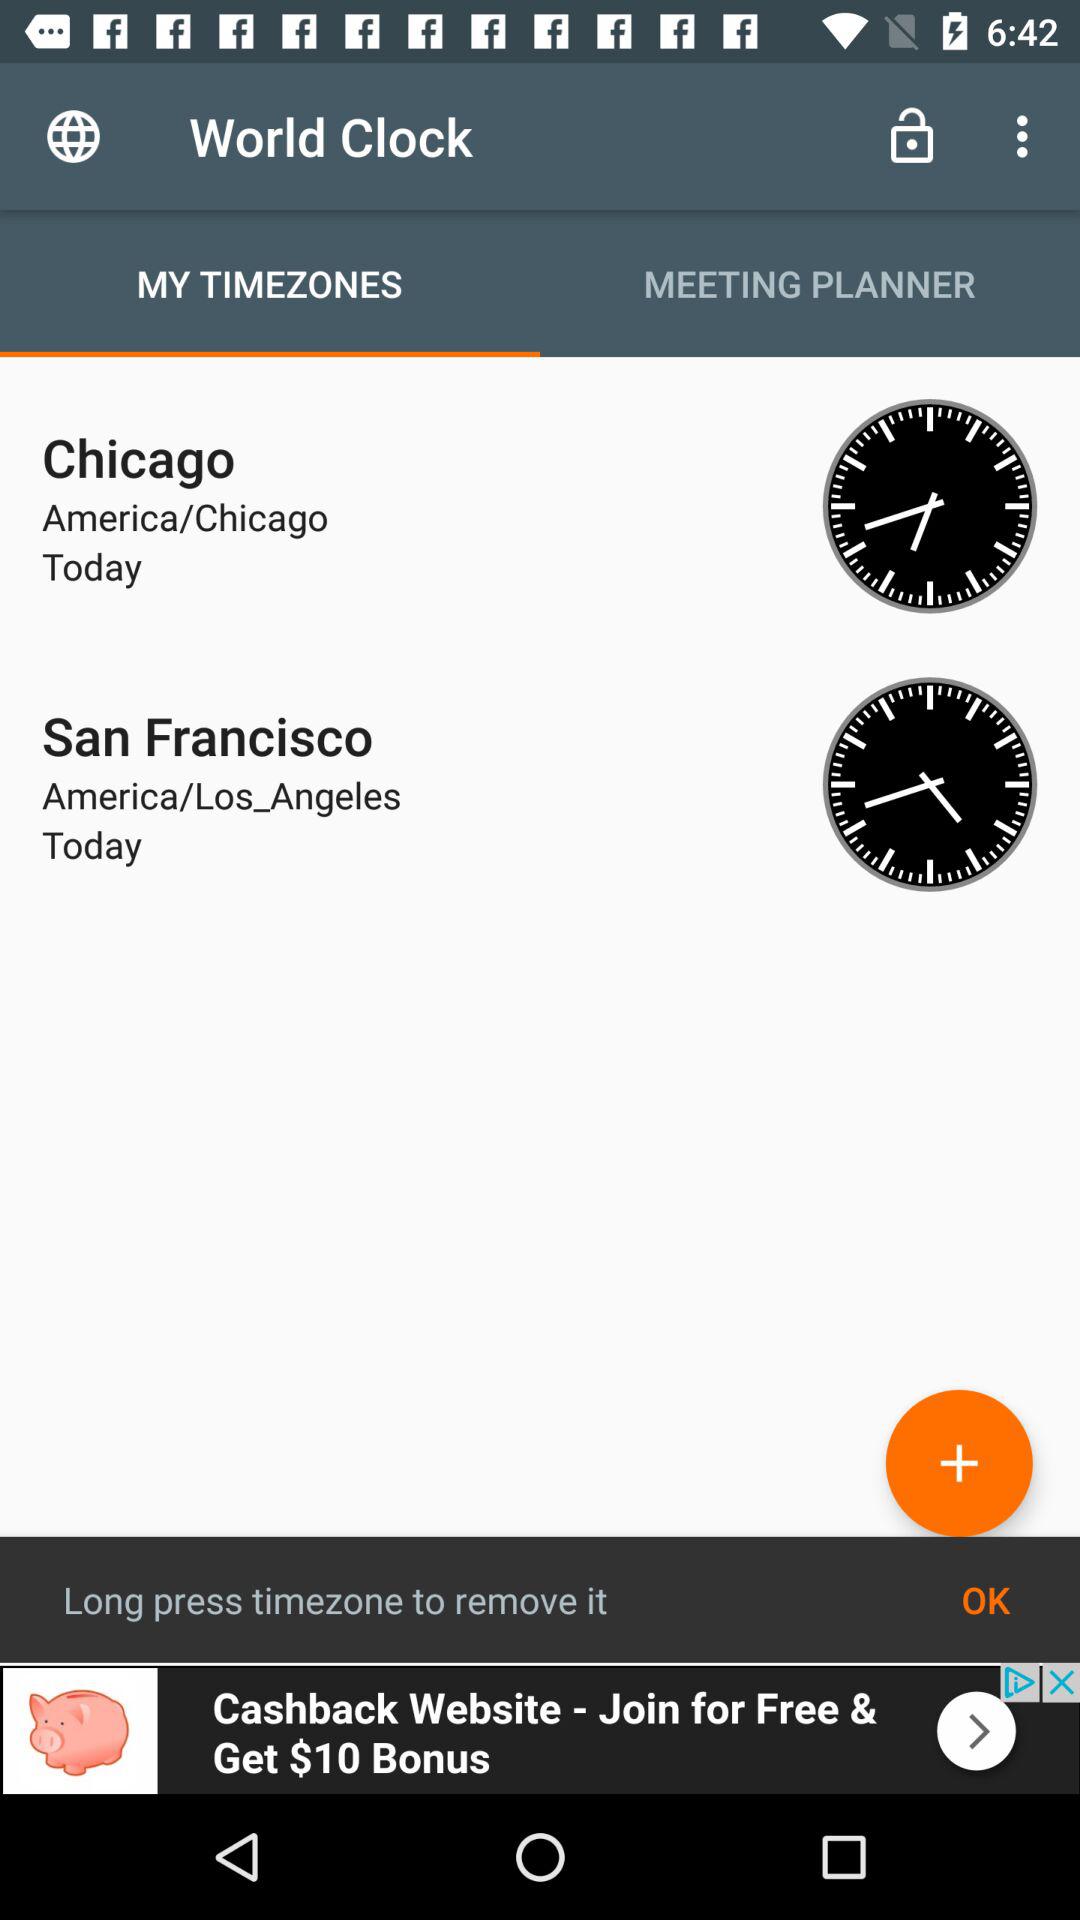 6:42
World Clock
MY TIMEZONES MEETING PLANNER
Chicago
America/Chicago
Today
San Francisco
America/Los_Angeles
Today
Long press timezone to remove it OK
Cashback Website - Join for Free &
Get $10 Bonus